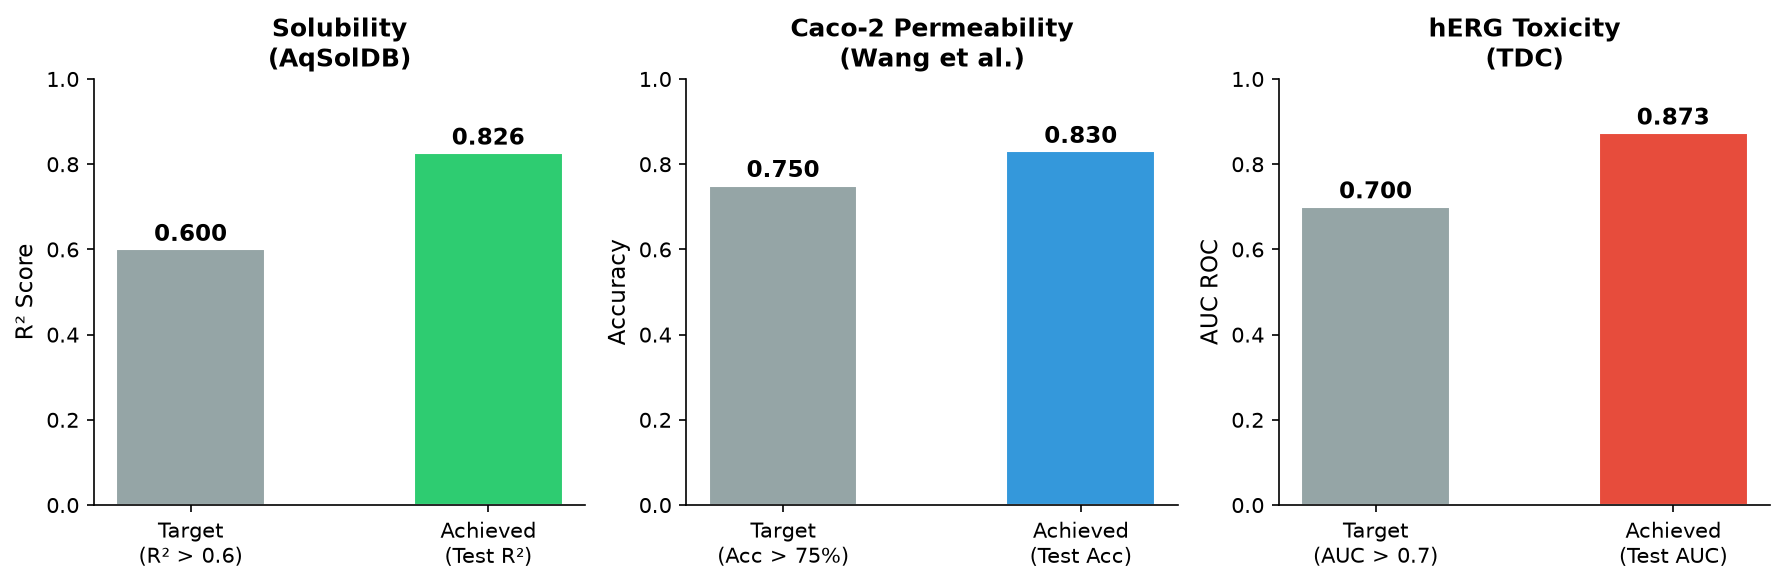 Solubility
(AqSolDB)
R² Score
1.0
0.8
0.6
0.4
0.2
0.0
0.600
0.826
Target
(R² > 0.6)
Achieved
(Test R²)
Caco-2 Permeability
(Wang et al.)
Accuracy
1.0
0.8
0.6
0.4
0.2
0.0
0.750
0.830
Target
(Acc > 75%)
Achieved
(Test Acc)
hERG Toxicity
(TDC)
AUC ROC
1.0
0.8
0.6
0.4
0.2
0.0
0.700
0.873
Target
(AUC > 0.7)
Achieved
(Test AUC)